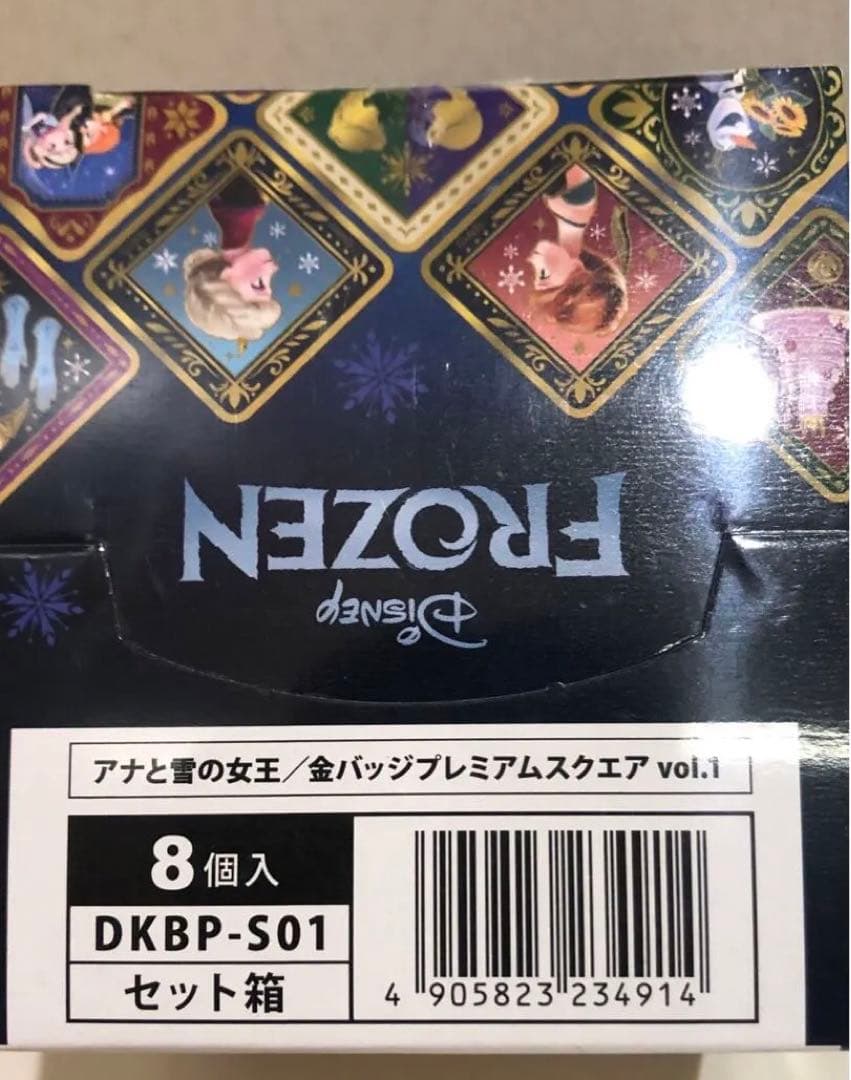 FROZEN
DISNEY
アナと雪の女王／金バッジプレミアムスクエア vol.1
8個入
DKBP-S01
セット箱
4 905823 234914